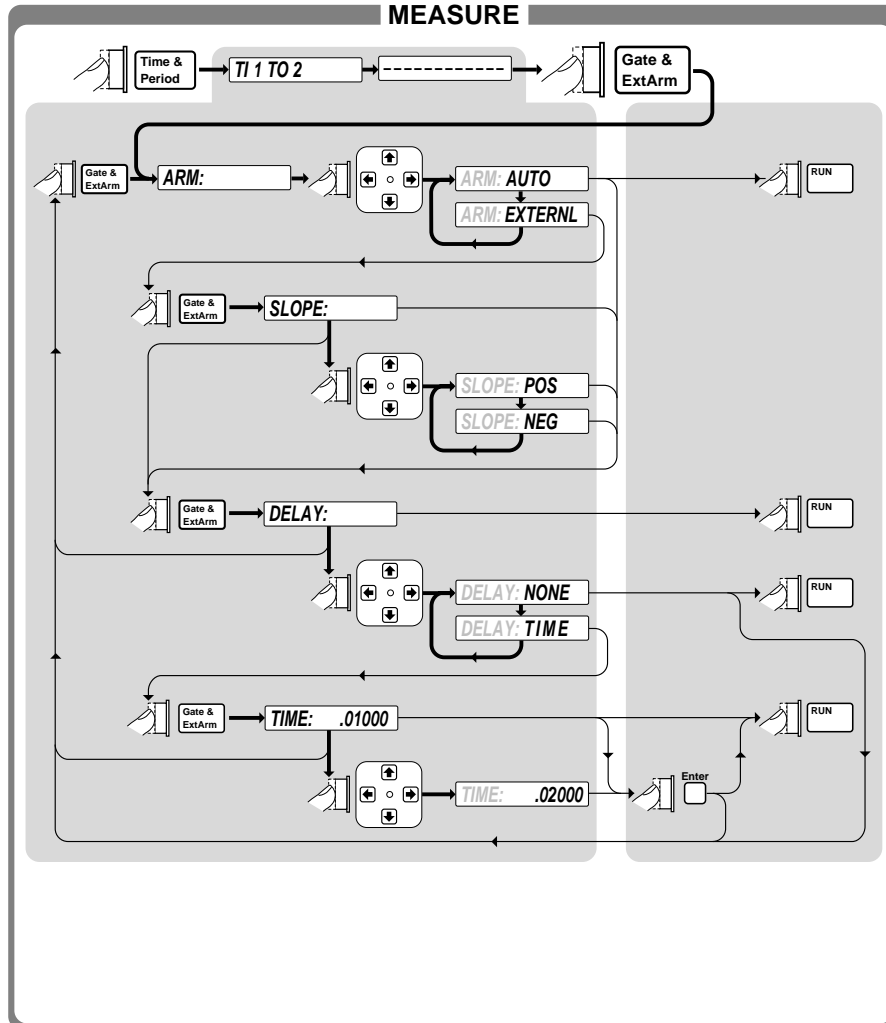 MEASURE
Time &
Period
TI 1 TO 2
-------------
Gate &
ExtArm
Gate &
ExtArm
ARM:
ARM: AUTO
ARM: EXTERNL
RUN
Gate &
ExtArm
SLOPE:
SLOPE: POS
SLOPE: NEG
Gate &
ExtArm
DELAY:
RUN
DELAY: NONE
DELAY: TIME
RUN
Gate &
ExtArm
TIME: .01000
RUN
TIME: .02000
Enter